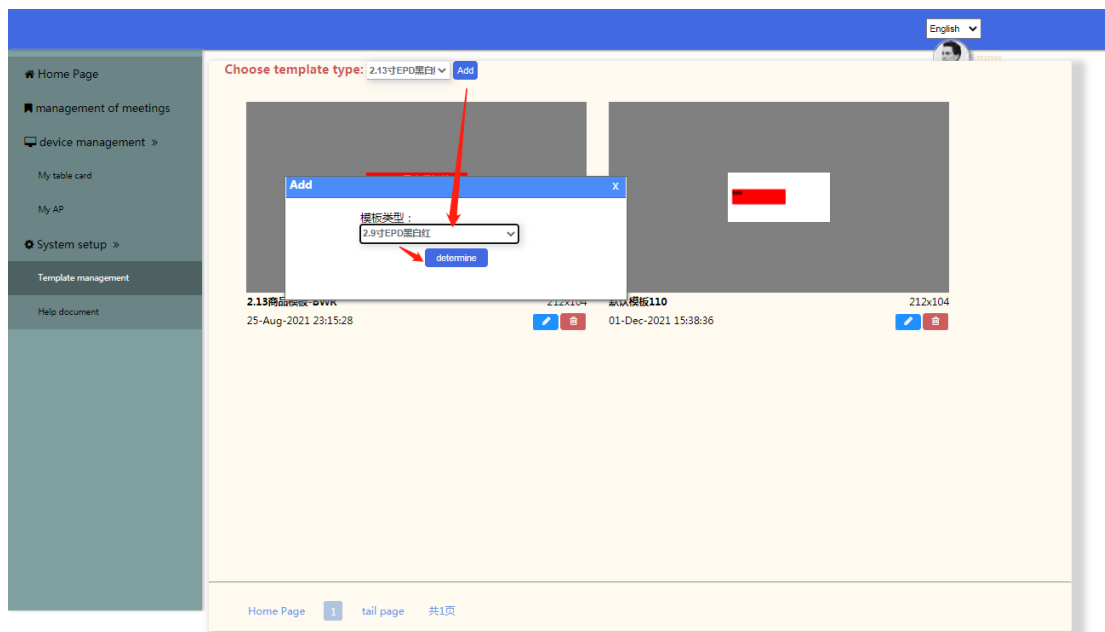 English
mms
Home Page
Choose template type: 2.13寸EPD黑白 Add
management of meetings
device management »
My table card
Add X
My AP
模板类型：
2.9寸EPD黑白红
System setup »
determine
Template management
2.13商品模板-BWR 212x104 默认模板110 212x104
Help document
25-Aug-2021 23:15:28 01-Dec-2021 15:38:36
Home Page 1 tail page 共1页